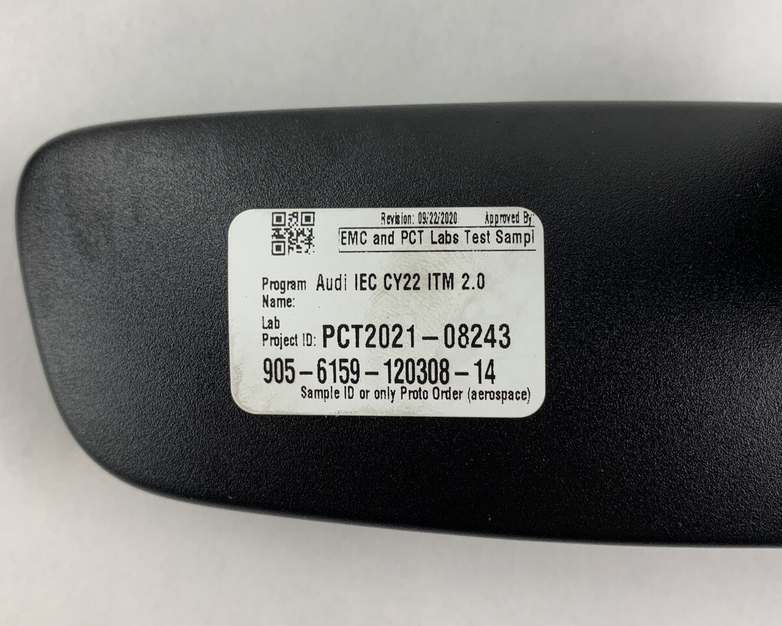 Revision: 09/22/2020 Approved By:
EMC and PCT Labs Test Sampl
Program Name: Audi IEC CY22 ITM 2.0
Lab Project ID: PCT2021-08243
905-6159-120308-14
Sample ID or only Proto Order (aerospace)